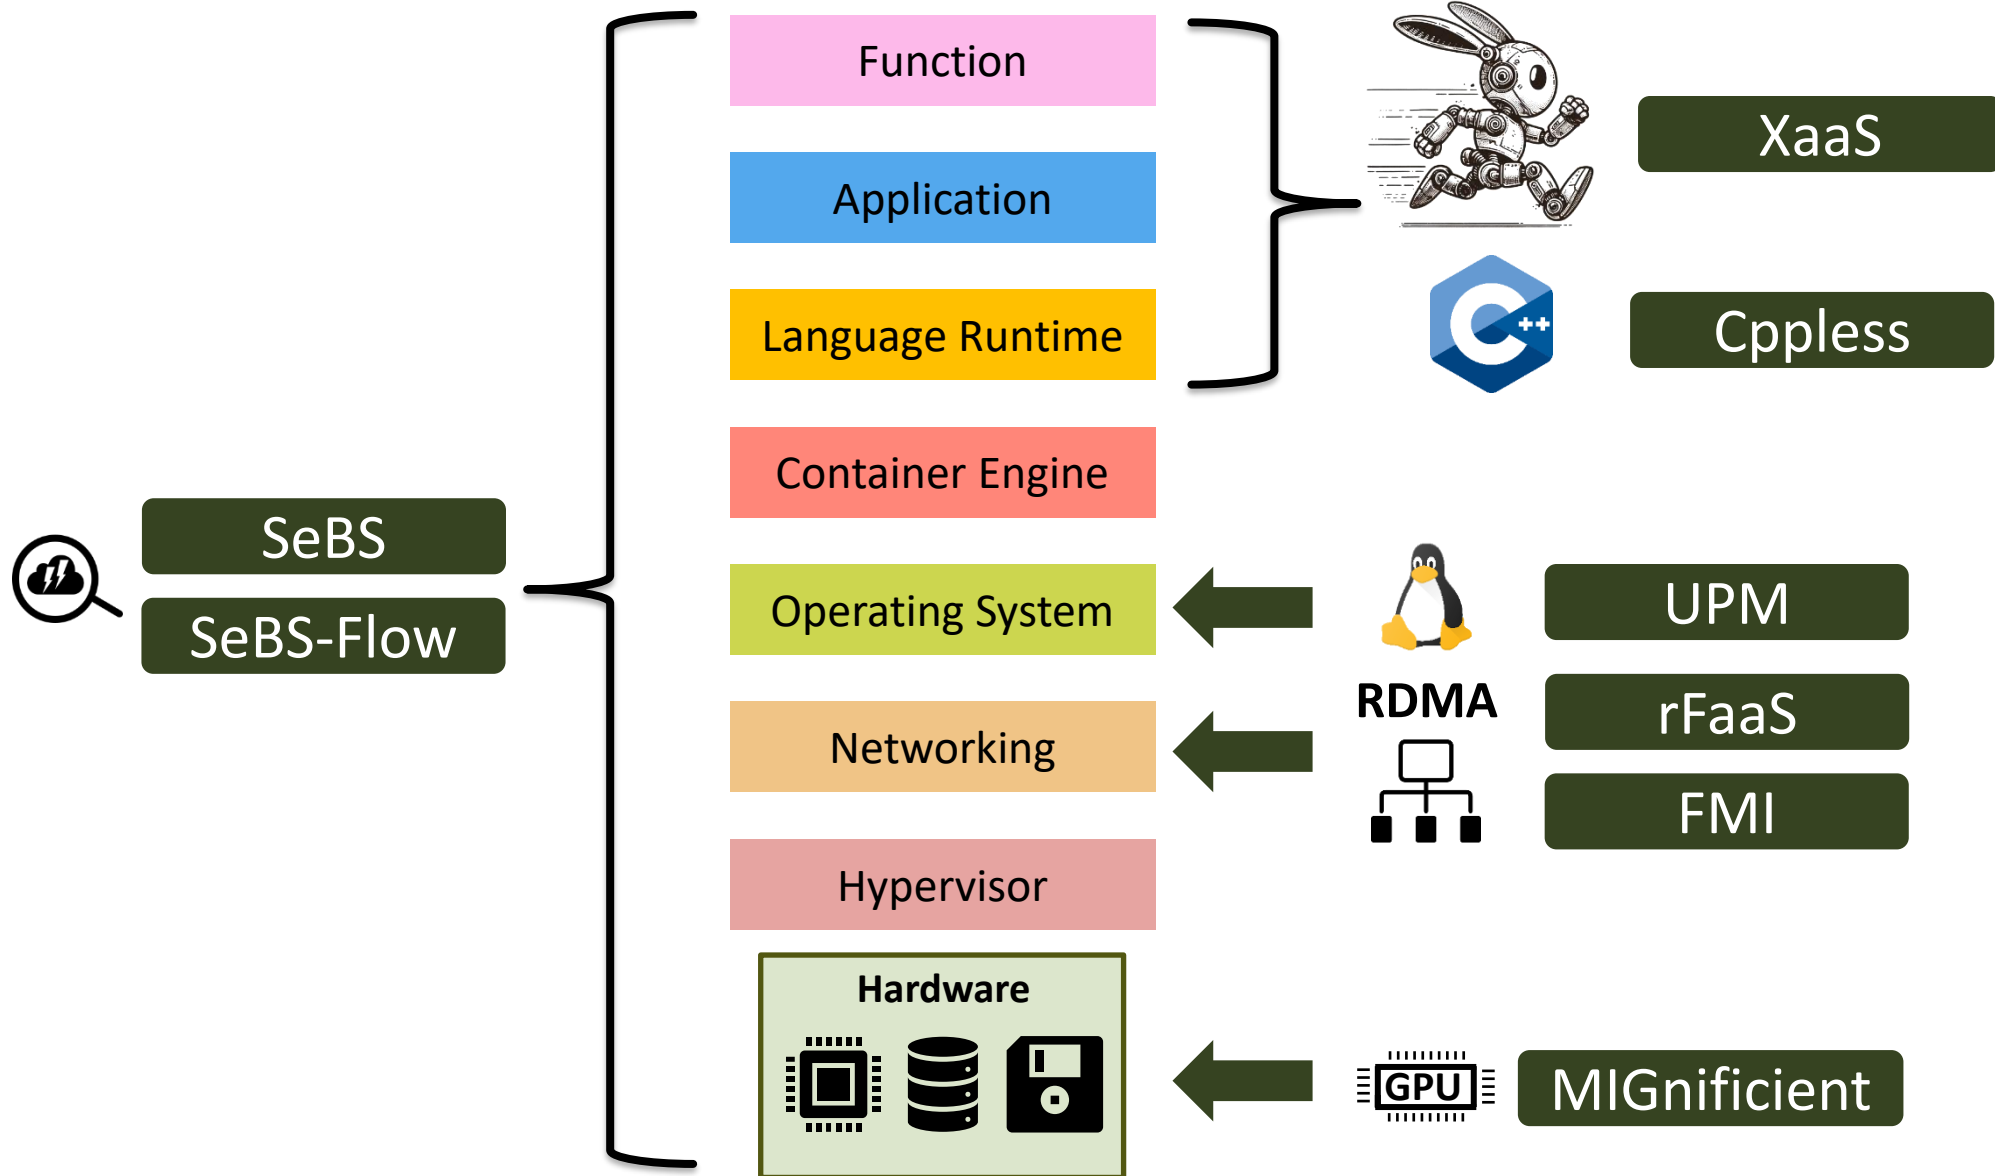 Function
Application
Language Runtime
Container Engine
Operating System
Networking
Hypervisor
Hardware
SeBS
SeBS-Flow
XaaS
C++
Cppless
UPM
RDMA
rFaaS
FMI
GPU
MIGnificient